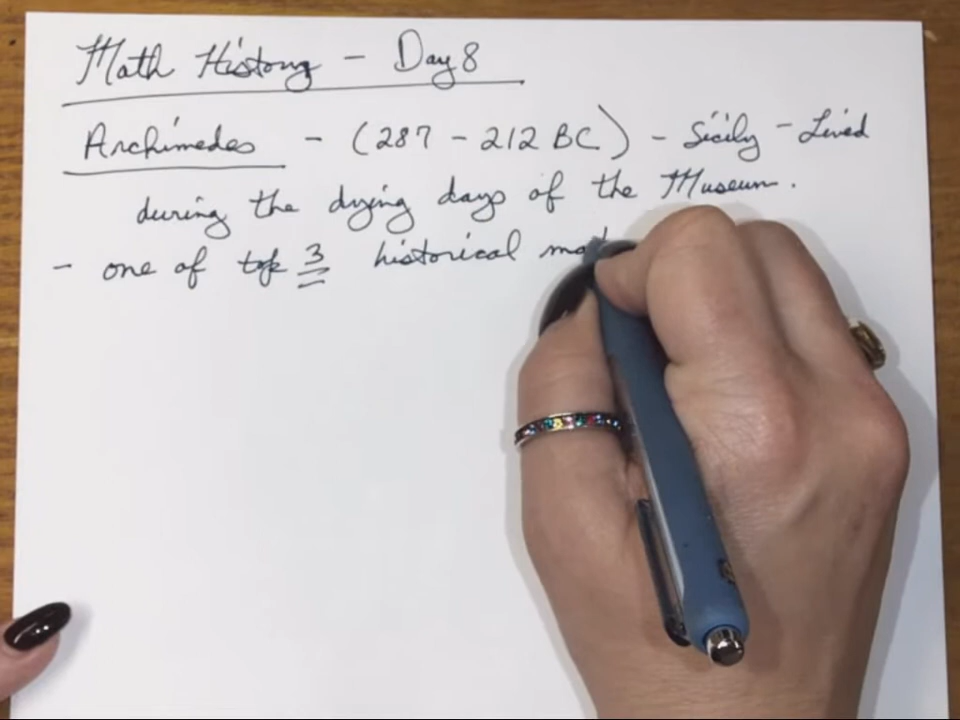 Math History - Day 8
Archimedes - (287 - 212 BC) - Sicily - Lived
during the dying days of the Museum.
- one of top 3 historical mat